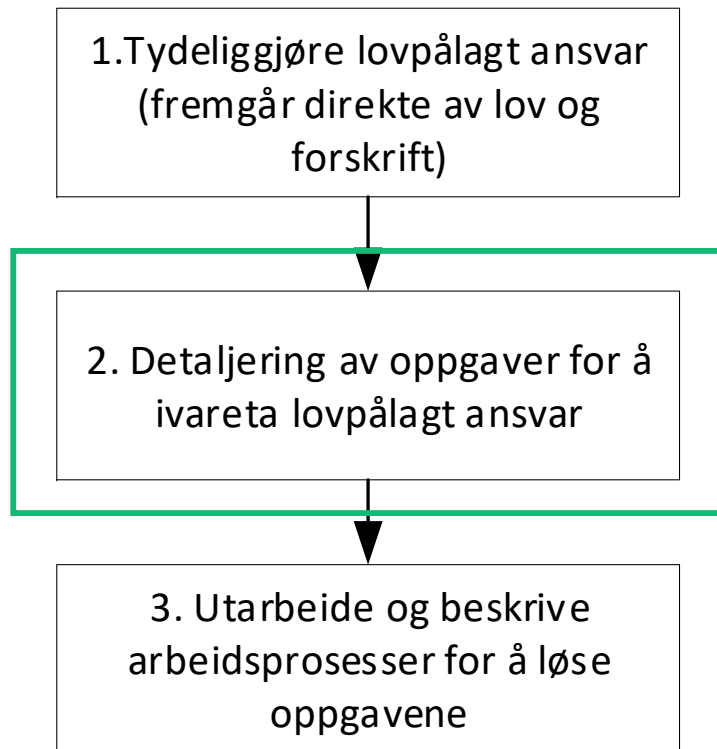 1.Tydeliggjøre lovpålagt ansvar
(fremgår direkte av lov og
forskrift)
2. Detaljering av oppgaver for å
ivareta lovpålagt ansvar
3. Utarbeide og beskrive
arbeidsprosesser for å løse
oppgavene